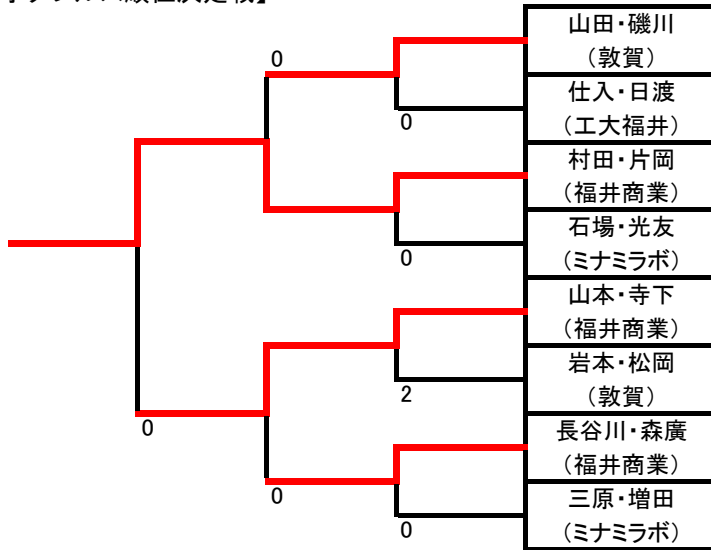 山田・磯川
(敦賀)
0
仕入・日渡
(工大福井)
0
村田・片岡
(福井商業)
石場・光友
(ミナミラボ)
0
山本・寺下
(福井商業)
岩本・松岡
(敦賀)
2
長谷川・森廣
(福井商業)
0
0
三原・増田
(ミナミラボ)
0